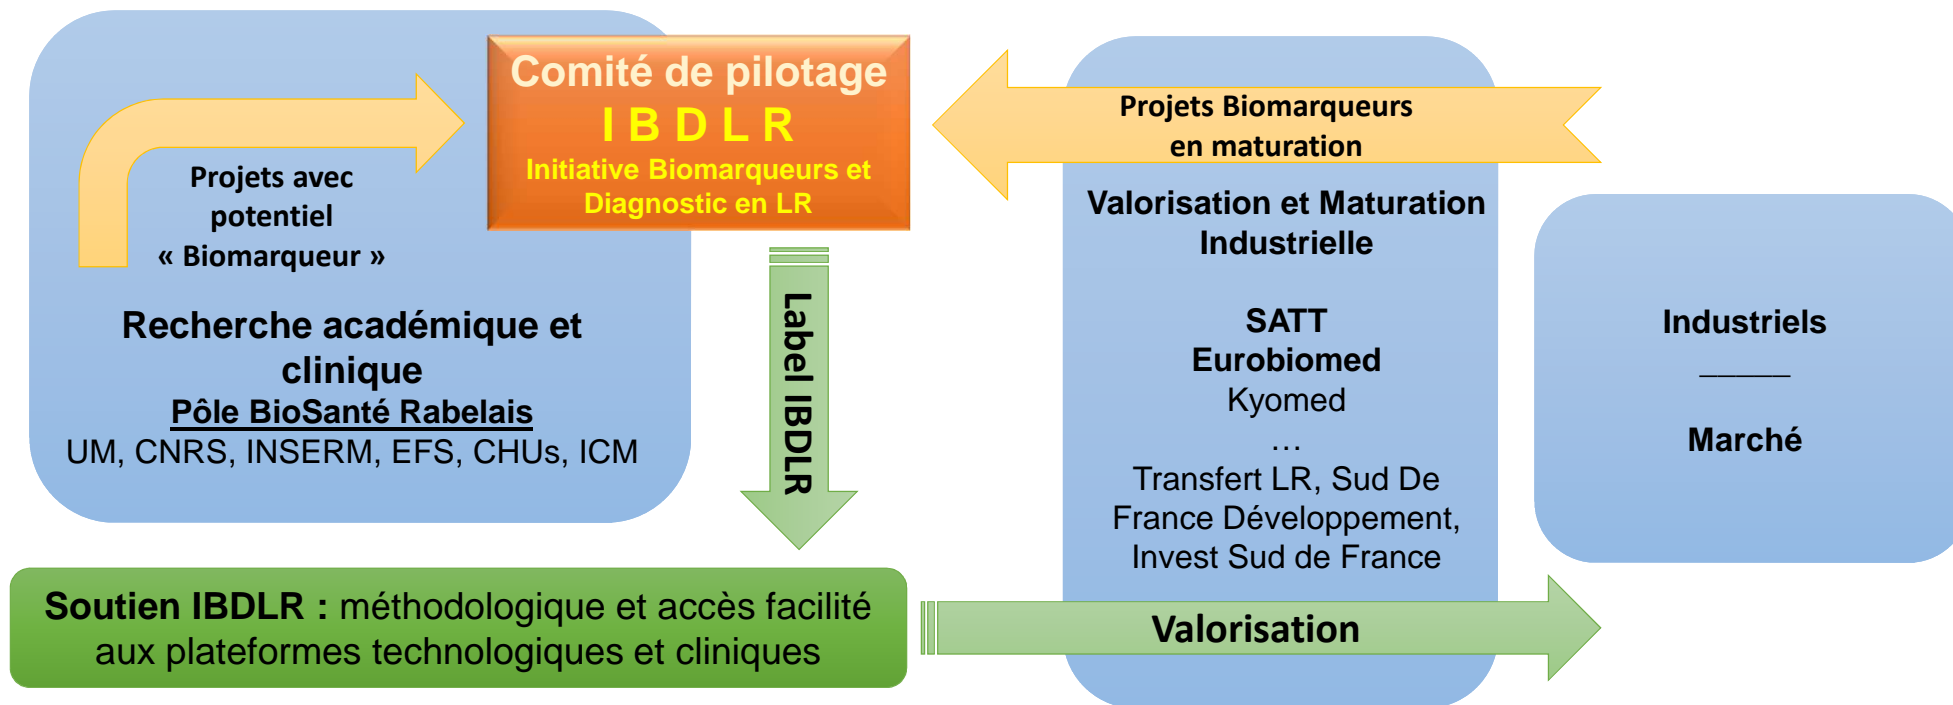 Comité de pilotage
I B D L R
Initiative Biomarqueurs et
Diagnostic en LR
Projets avec
potentiel
« Biomarqueur »
Recherche académique et
clinique
Pôle BioSanté Rabelais
UM, CNRS, INSERM, EFS, CHUs, ICM
Label IBDLR
Soutien IBDLR : méthodologique et accès facilité
aux plateformes technologiques et cliniques
Projets Biomarqueurs
en maturation
Valorisation et Maturation
Industrielle
SATT
Eurobiomed
Kyomed
…
Transfert LR, Sud De
France Développement,
Invest Sud de France
Valorisation
Industriels
_____
Marché